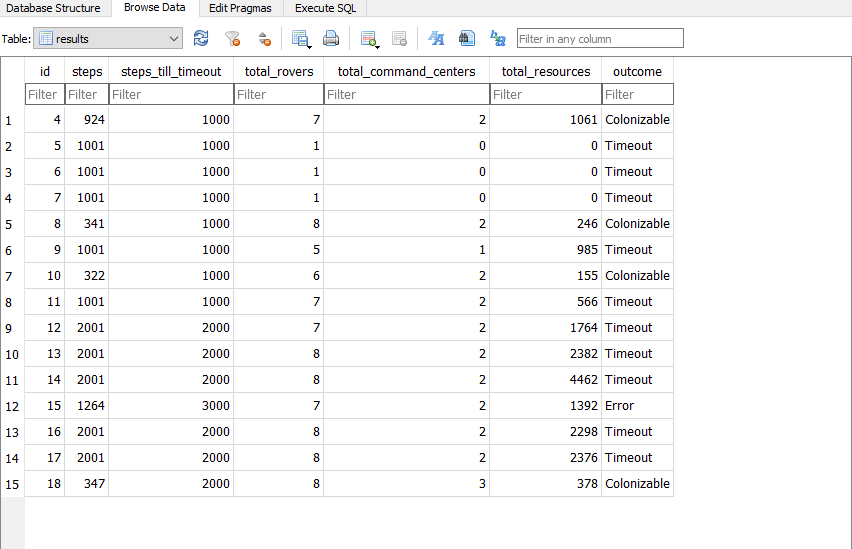 Database Structure Browse Data Edit Pragmas Execute SQL
Table: results Filter in any column
id steps steps_till_timeout total_rovers total_command_centers total_resources outcome
Filter Filter Filter Filter Filter Filter Filter
1 4 924 1000 7 2 1061 Colonizable
2 5 1001 1000 1 0 0 Timeout
3 6 1001 1000 1 0 0 Timeout
4 7 1001 1000 1 0 0 Timeout
5 8 341 1000 8 2 246 Colonizable
6 9 1001 1000 5 1 985 Timeout
7 10 322 1000 6 2 155 Colonizable
8 11 1001 1000 7 2 566 Timeout
9 12 2001 2000 7 2 1764 Timeout
10 13 2001 2000 8 2 2382 Timeout
11 14 2001 2000 8 2 4462 Timeout
12 15 1264 3000 7 2 1392 Error
13 16 2001 2000 8 2 2298 Timeout
14 17 2001 2000 8 2 2376 Timeout
15 18 347 2000 8 3 378 Colonizable